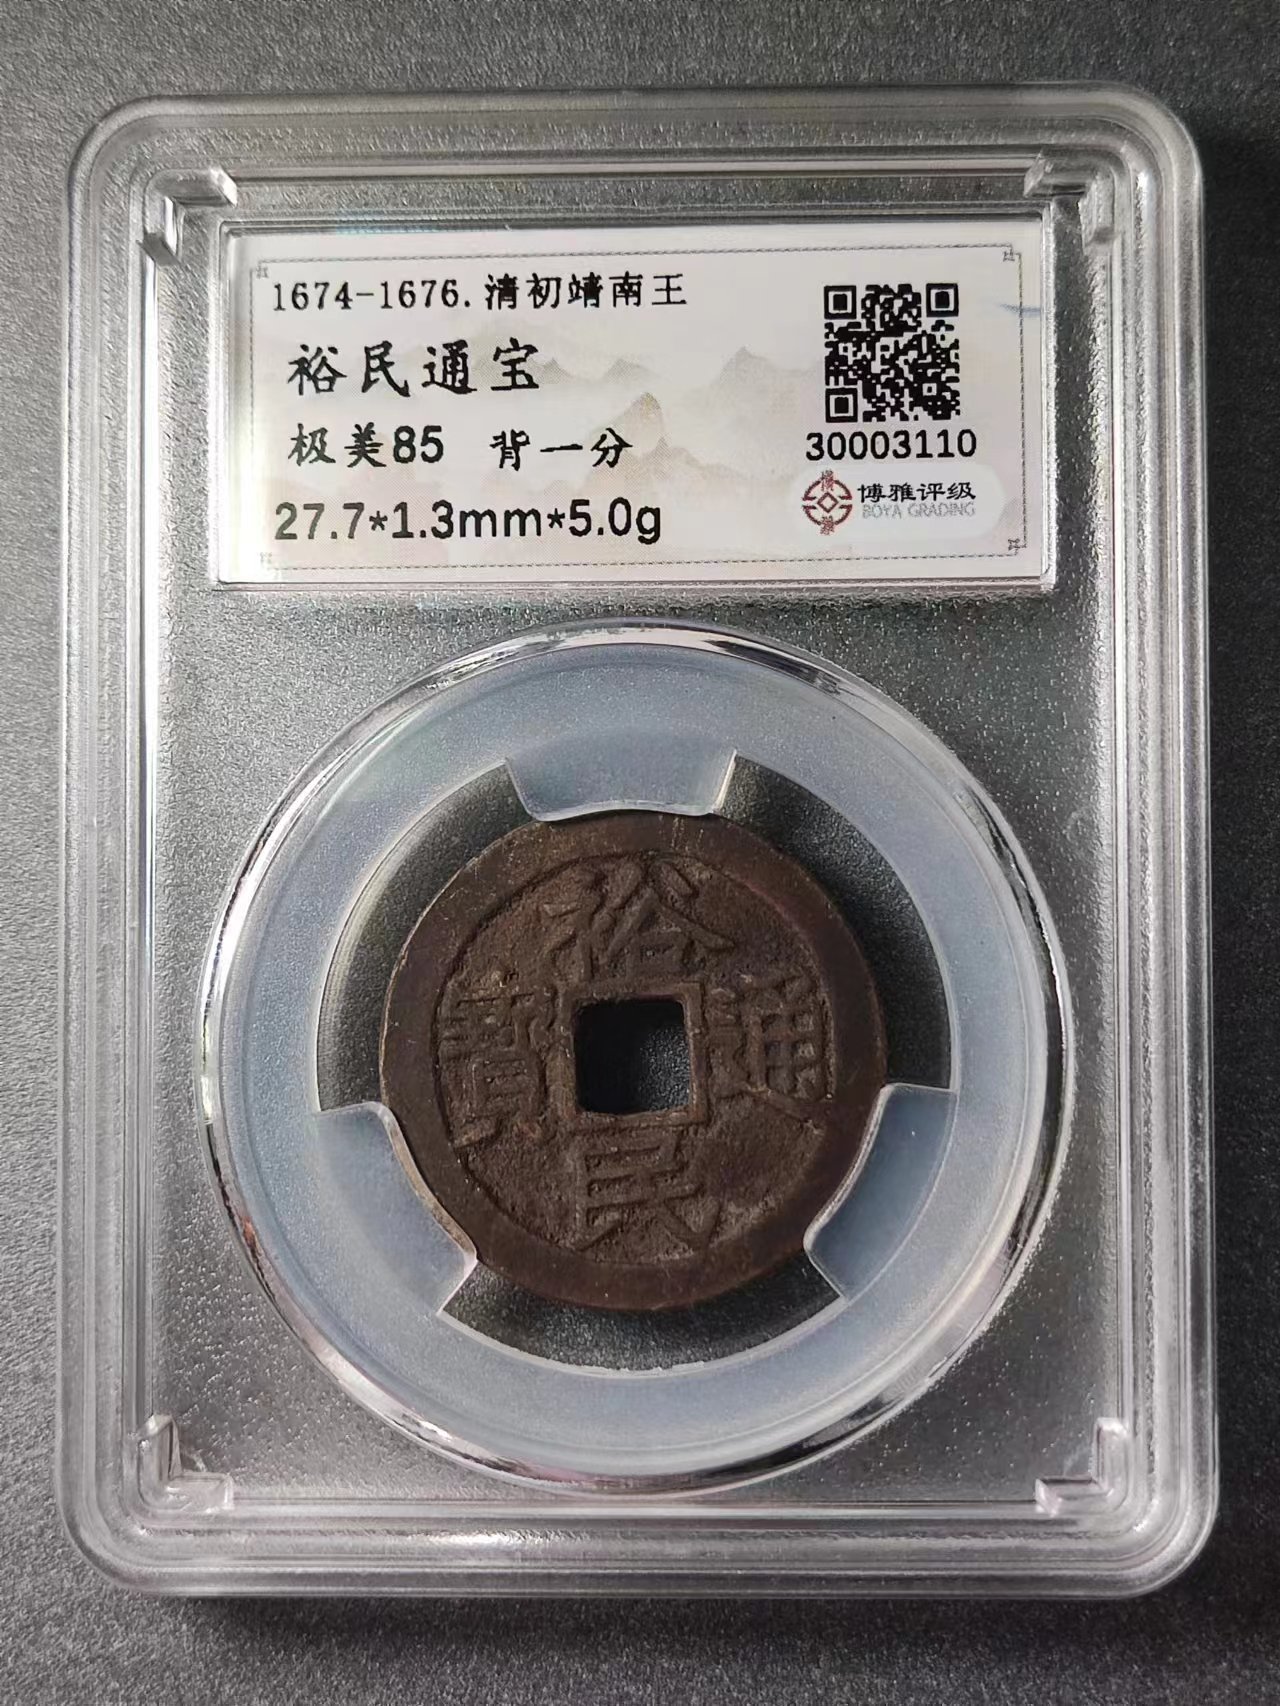 1674-1676.清初靖南王
裕民通宝
极美85 背一分
27.7*1.3mm*5.0g
30003110
博雅评级
BOYA GRADING
裕民通寶